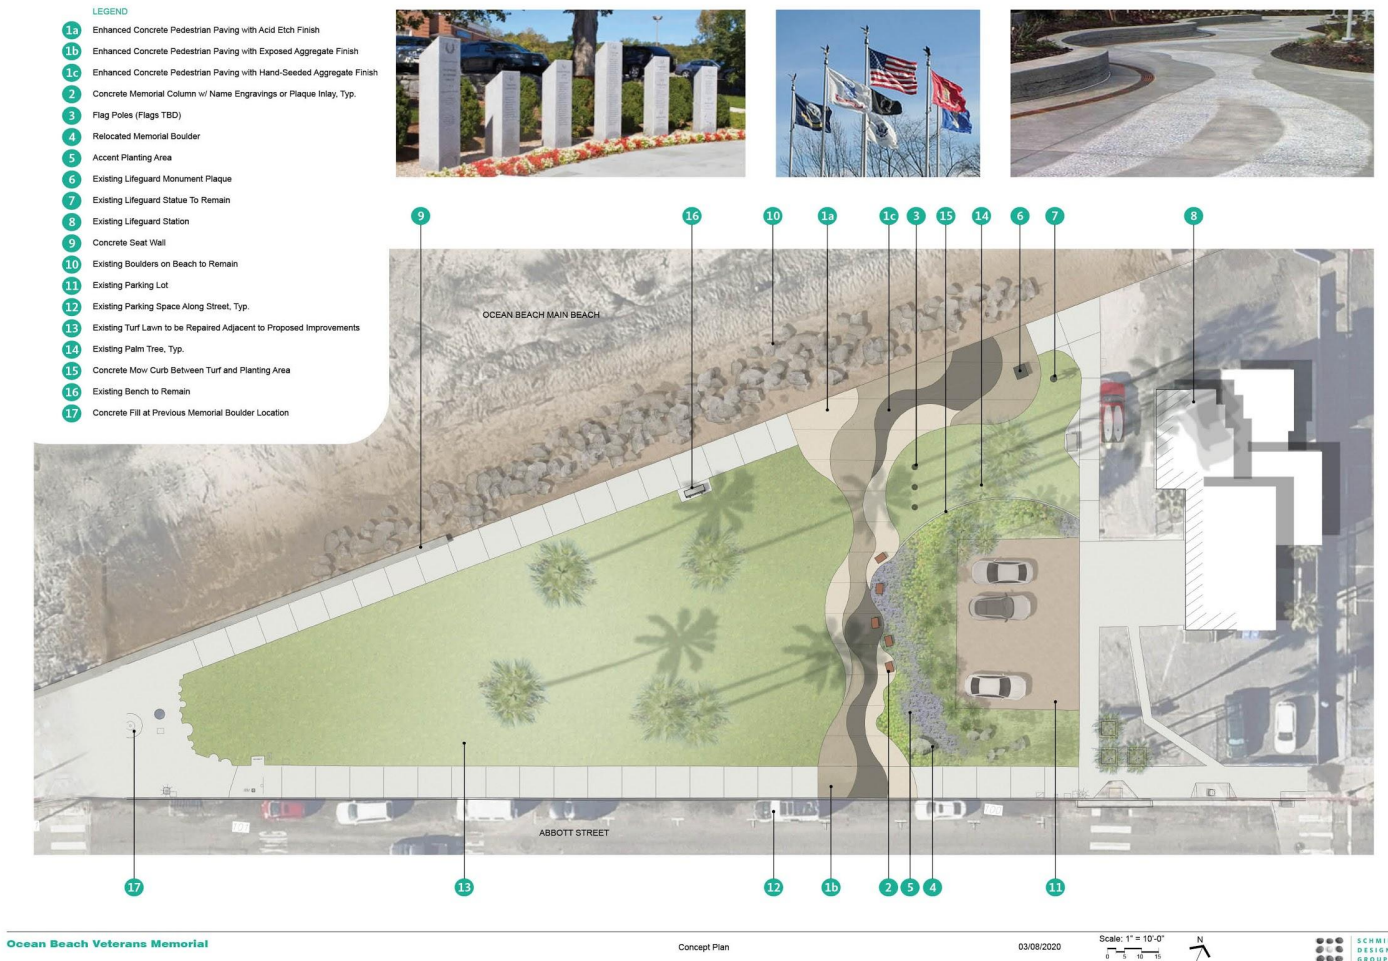 LEGEND
1a Enhanced Concrete Pedestrian Paving with Acid Etch Finish
1b Enhanced Concrete Pedestrian Paving with Exposed Aggregate Finish
1c Enhanced Concrete Pedestrian Paving with Hand-Seeded Aggregate Finish
2 Concrete Memorial Column w/ Name Engravings or Plaque Inlay, Typ.
3 Flag Poles (Flags TBD)
4 Relocated Memorial Boulder
5 Accent Planting Area
6 Existing Lifeguard Monument Plaque
7 Existing Lifeguard Statue To Remain
8 Existing Lifeguard Station
9 Concrete Seat Wall
10 Existing Boulders on Beach to Remain
11 Existing Parking Lot
12 Existing Parking Space Along Street, Typ.
13 Existing Turf Lawn to be Repaired Adjacent to Proposed Improvements
14 Existing Palm Tree, Typ.
15 Concrete Mow Curb Between Turf and Planting Area
16 Existing Bench to Remain
17 Concrete Fill at Previous Memorial Boulder Location
9 16 10 1a 1c 3 15 14 6 7 8
OCEAN BEACH MAIN BEACH
ABBOTT STREET
17 13 12 1b 2 5 4 11
Ocean Beach Veterans Memorial
Concept Plan
03/08/2020
Scale: 1" = 10'-0"
0 5 10 15
N
SCHMI
DESIGN
GROUP